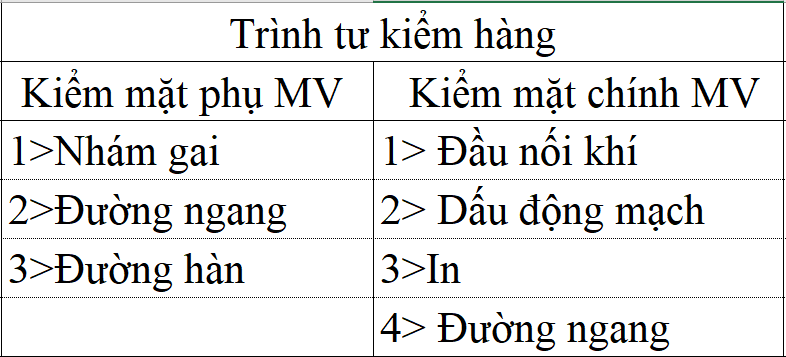 Trình tư kiểm hàng
Kiểm mặt phụ MV Kiểm mặt chính MV
1>Nhám gai 1> Đầu nối khí
2>Đường ngang 2> Dấu động mạch
3>Đường hàn 3>In
4> Đường ngang